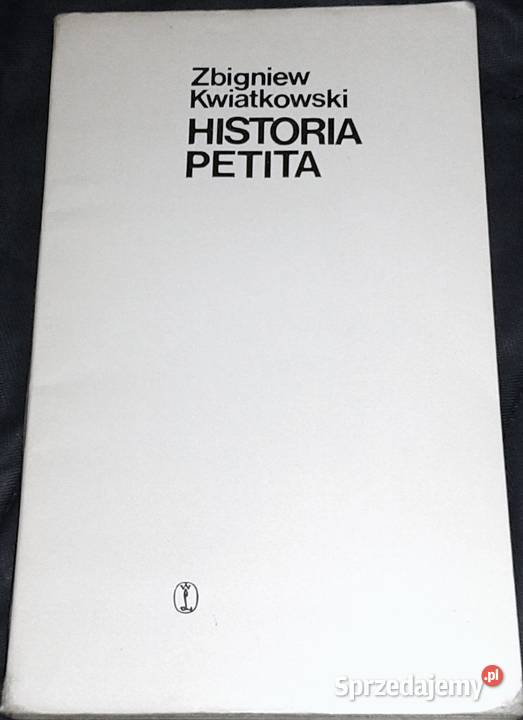 Zbigniew
Kwiatkowski
HISTORIA
PETITA
Sprzedajemy.pl